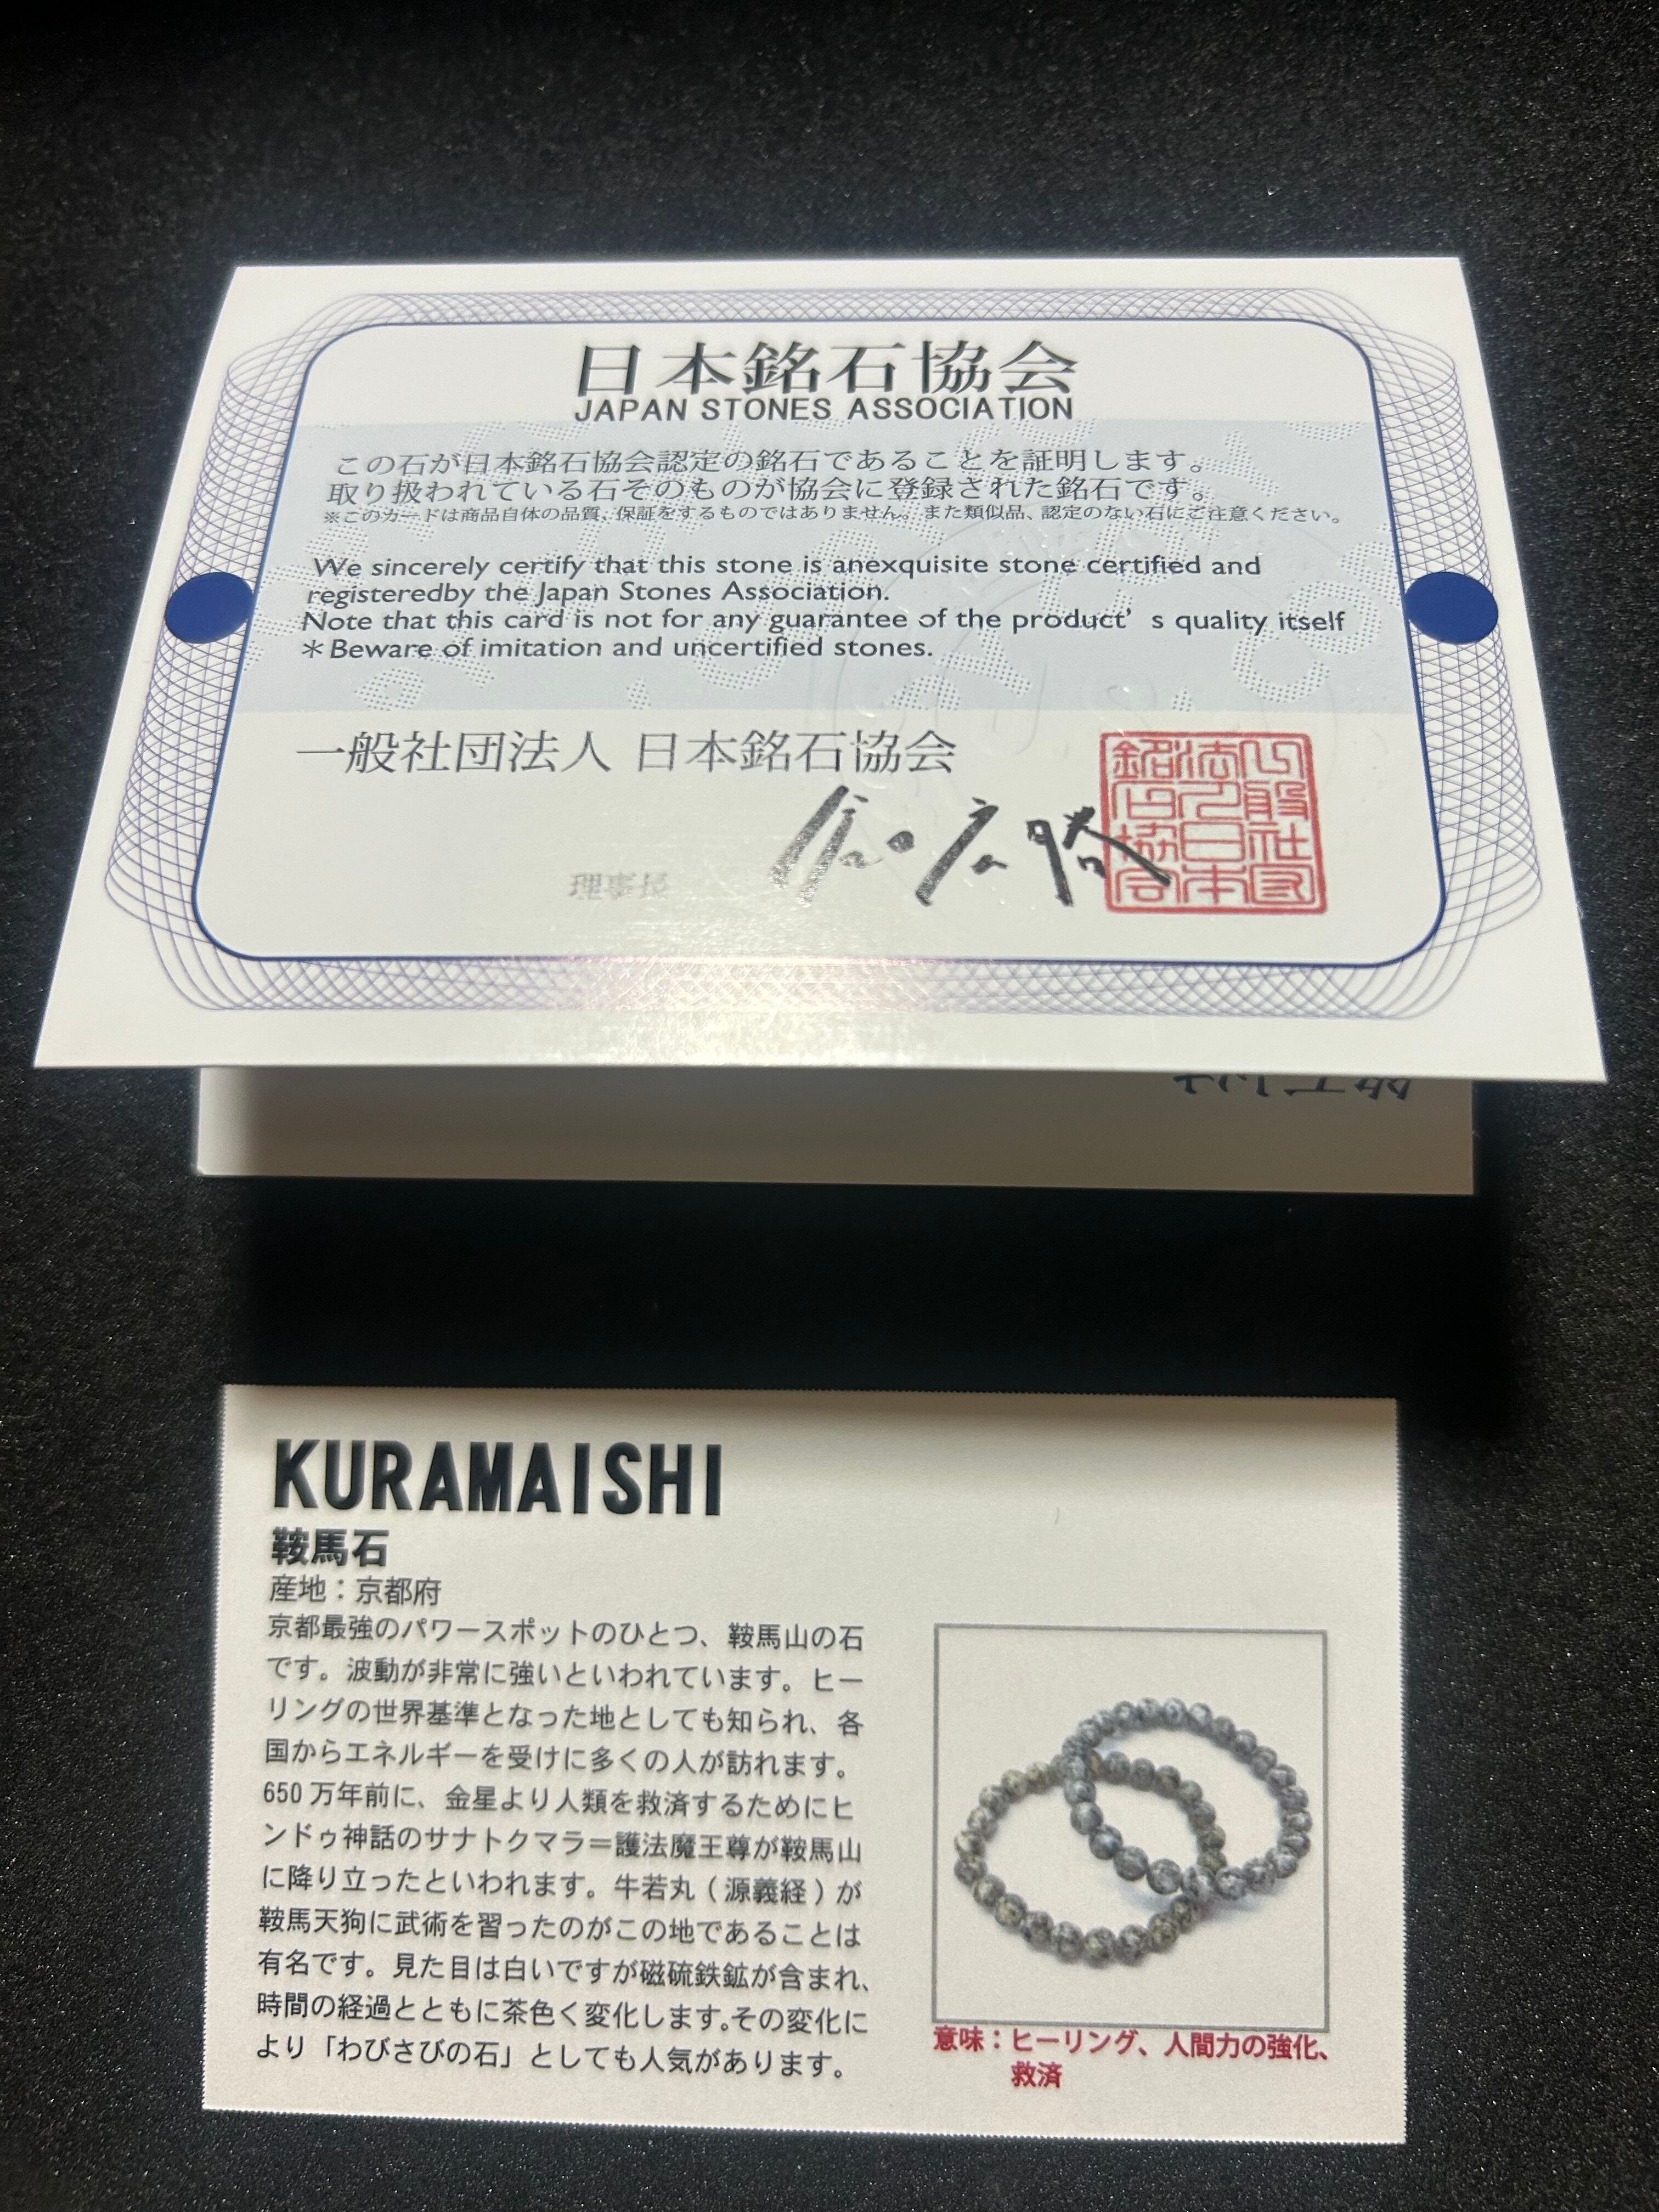 日本銘石協会
JAPAN STONES ASSOCIATION
この石が日本銘石協会認定の銘石であることを証明します。
取り扱われている石そのものが協会に登録された銘石です。
※このカードは商品自体の品質、保証をするものではありません。また類似品、認定のない石にご注意ください。
We sincerely certify that this stone is anexquisite stone certified and
registeredby the Japan Stones Association.
Note that this card is not for any guarantee of the product’s quality itself
＊Beware of imitation and uncertified stones.
一般社団法人 日本銘石協会
理事長
KURAMAISHI
鞍馬石
産地：京都府
京都最強のパワースポットのひとつ、鞍馬山の石
です。波動が非常に強いといわれています。ヒー
リングの世界基準となった地としても知られ、各
国からエネルギーを受けに多くの人が訪れます。
650万年前に、金星より人類を救済するためにヒ
ンドゥ神話のサナトクマラ＝護法魔王尊が鞍馬山
に降り立ったといわれます。牛若丸（源義経）が
鞍馬天狗に武術を習ったのがこの地であることは
有名です。見た目は白いですが磁硫鉄鉱が含まれ、
時間の経過とともに茶色く変化します。その変化に
より「わびさびの石」としても人気があります。
意味：ヒーリング、人間力の強化、
救済